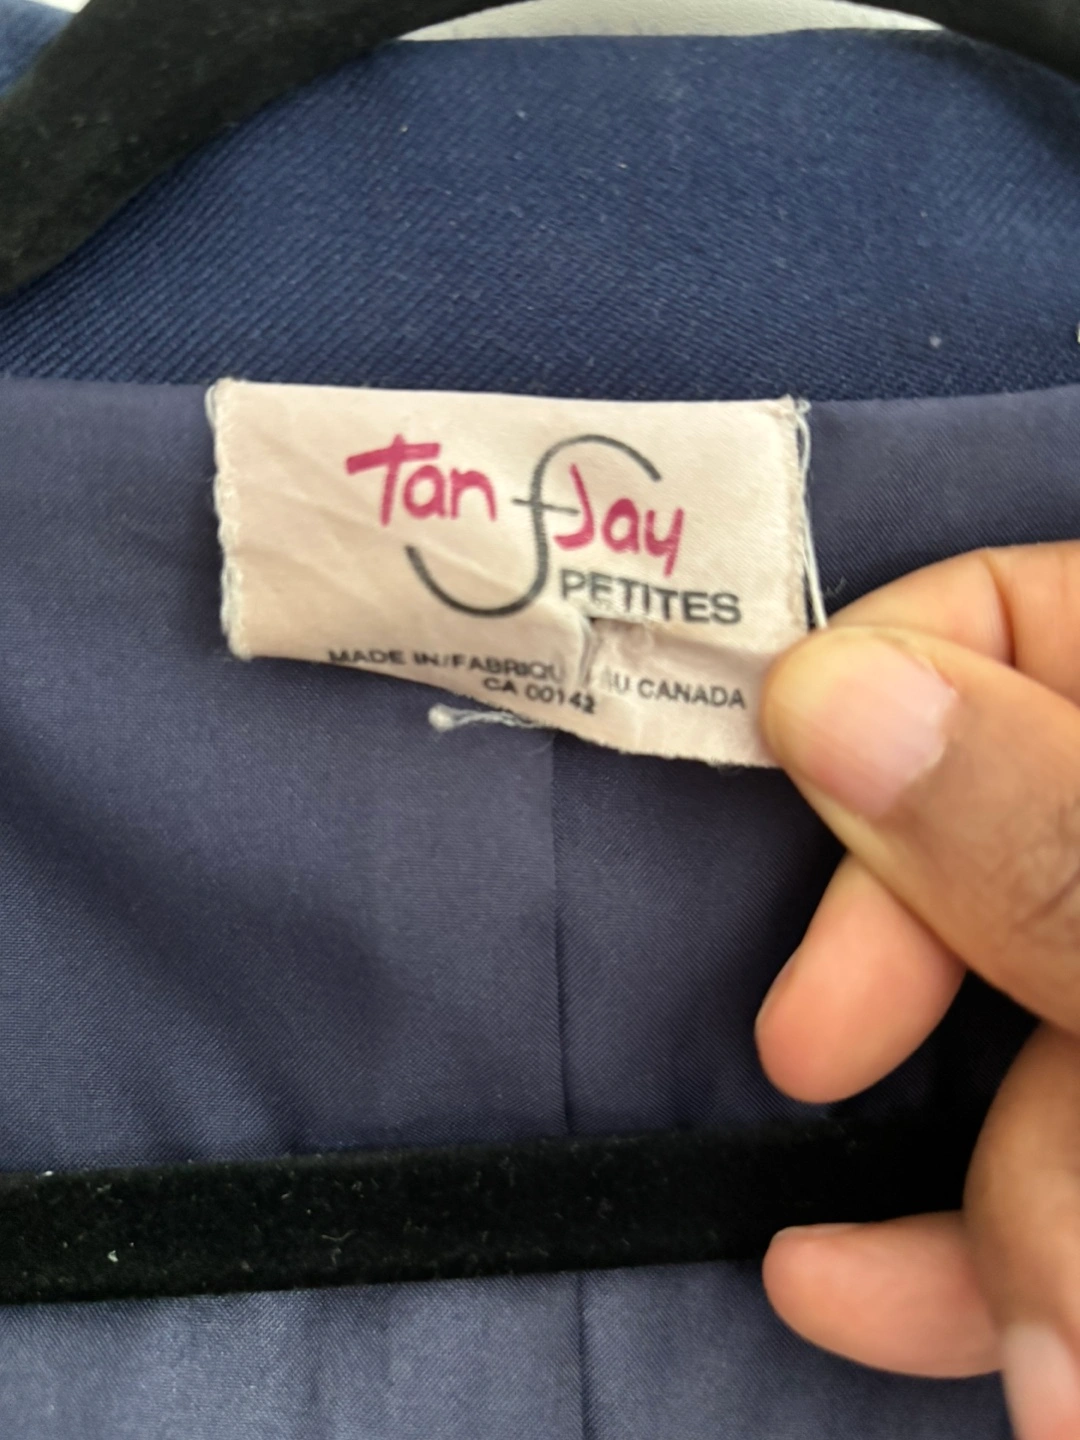 Tan Jay
PETITES
MADE IN/FABRIQU AU CANADA
CA 00142